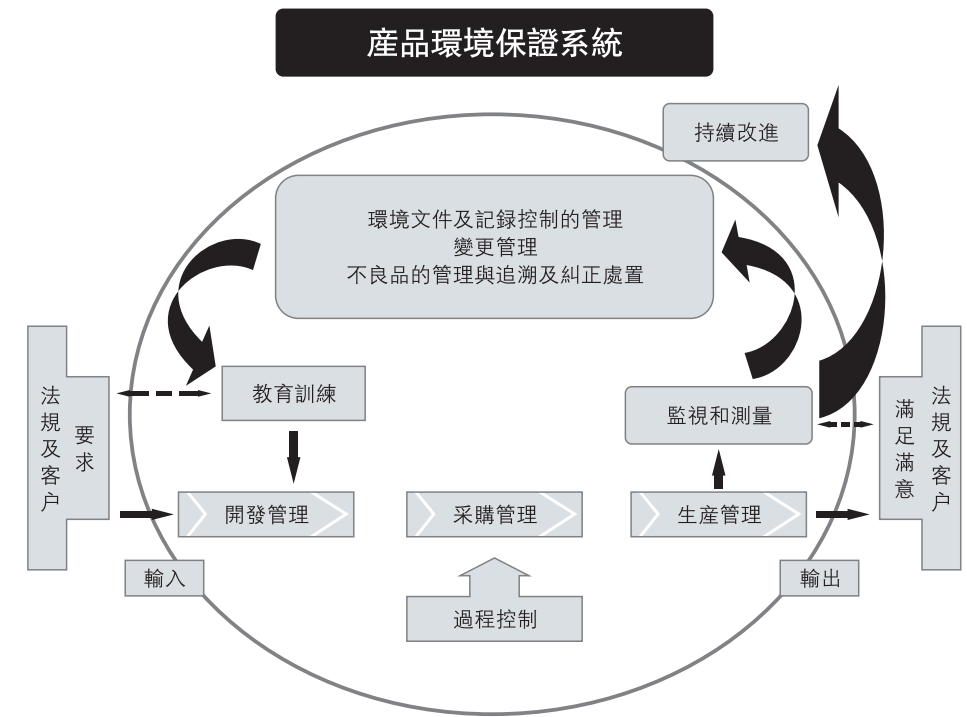 産品環境保證系統
持續改進
環境文件及記録控制的管理
變更管理
不良品的管理與追溯及糾正處置
法規及客户
要求
教育訓練
監視和測量
滿足滿意
法規及客户
開發管理
采購管理
生産管理
輸入
輸出
過程控制